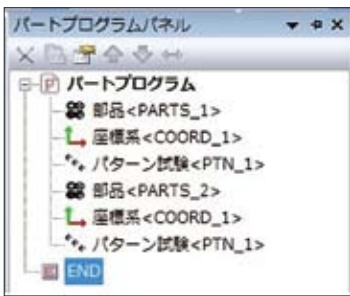 パートプログラムパネル
パートプログラム
部品<PARTS_1>
座標系<COORD_1>
パターン試験<PTN_1>
部品<PARTS_2>
座標系<COORD_1>
パターン試験<PTN_1>
END